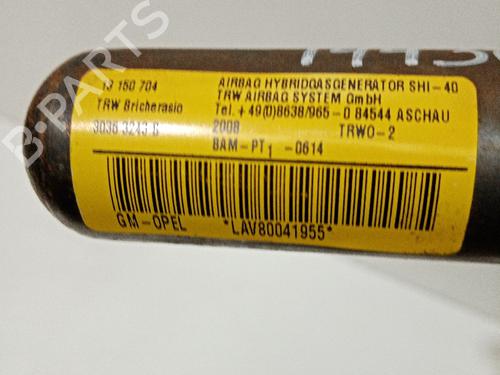 13 150 704
AIRBAG HYBRIDGASGENERATOR SHI-40
TRW Bricherasio
TRW AIRBAG SYSTEM GmbH
Tel. +49(0)8638/965-0 84544 ASCHAU
3036 3243 B
2008
TRWO-2
BAM-PT1 -0614
GM-OPEL
*LAV80041955*
B-Parts